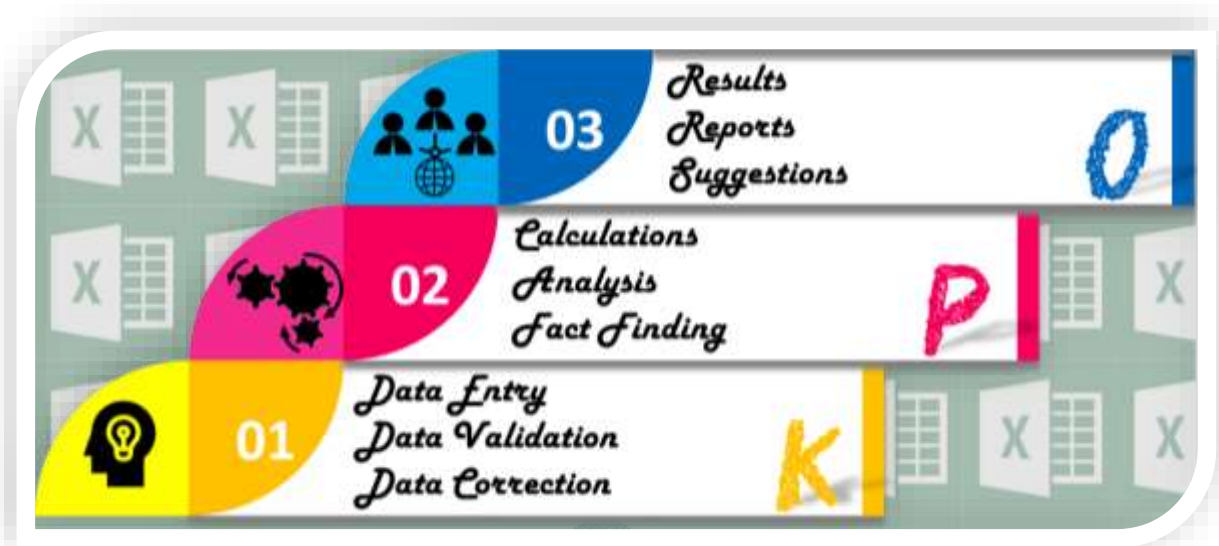 03
Results
Reports
Suggestions
O
02
Calculations
Analysis
Fact Finding
P
01
Data Entry
Data Validation
Data Correction
K
X
X
X
X
X
X
X
X